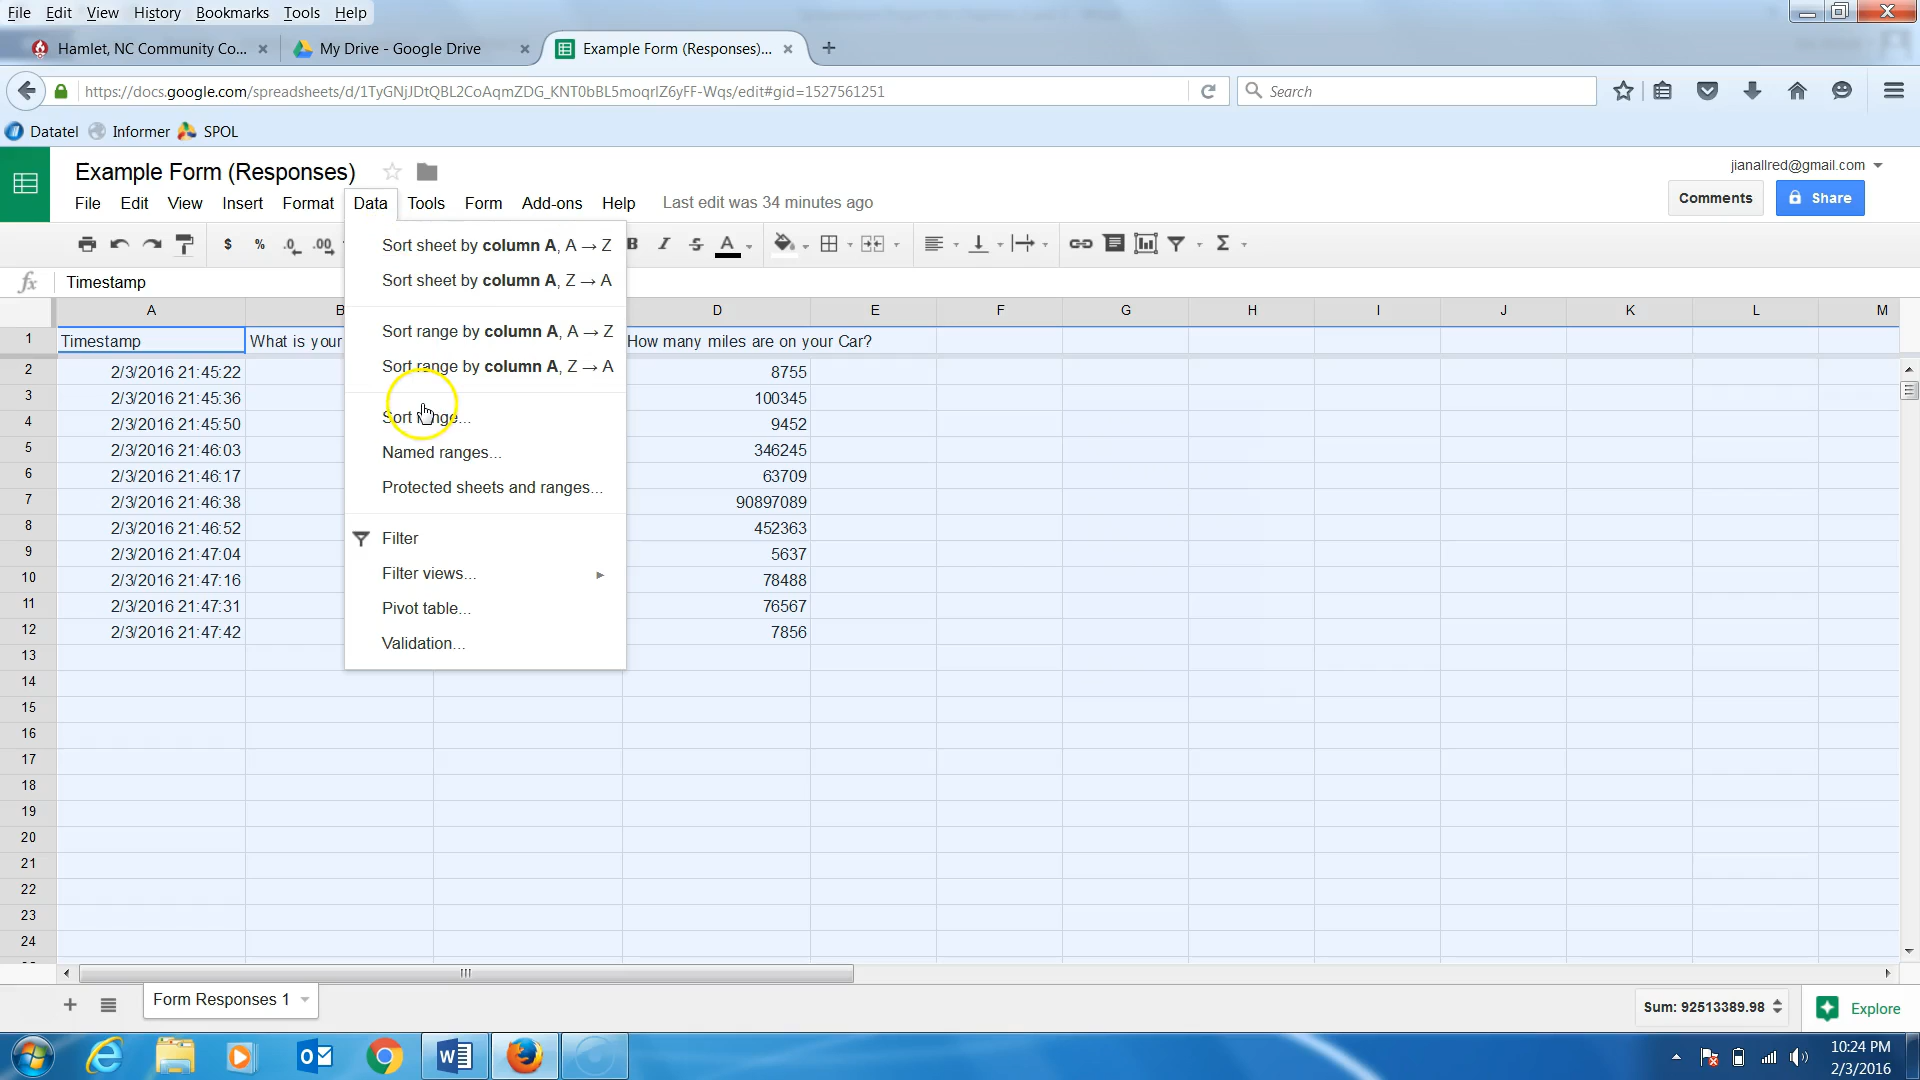 File Edit View History Bookmarks Tools Help
Hamlet, NC Community Co...
My Drive - Google Drive
Example Form (Responses)...
https://docs.google.com/spreadsheets/d/1TyGNjJDtQBL2CoAqmZDG_KNT0bBL5moqrlZ6yFF-Wqs/edit#gid=1527561251
Search
Datatel Informer SPOL
Example Form (Responses)
jianallred@gmail.com
File Edit View Insert Format Data Tools Form Add-ons Help Last edit was 34 minutes ago
Comments Share
$ % .0 .00 B I S A Σ
fx Timestamp
A B D E F G H I J K L M
1 Timestamp What is your How many miles are on your Car?
2 2/3/2016 21:45:22 8755
3 2/3/2016 21:45:36 100345
4 2/3/2016 21:45:50 9452
5 2/3/2016 21:46:03 346245
6 2/3/2016 21:46:17 63709
7 2/3/2016 21:46:38 90897089
8 2/3/2016 21:46:52 452363
9 2/3/2016 21:47:04 5637
10 2/3/2016 21:47:16 78488
11 2/3/2016 21:47:31 76567
12 2/3/2016 21:47:42 7856
13
14
15
16
17
18
19
20
21
22
23
24
Sort sheet by column A, A → Z
Sort sheet by column A, Z → A
Sort range by column A, A → Z
Sort range by column A, Z → A
Sort range...
Named ranges...
Protected sheets and ranges...
Filter
Filter views...
Pivot table...
Validation...
Form Responses 1
Sum: 92513389.98
Explore
10:24 PM
2/3/2016